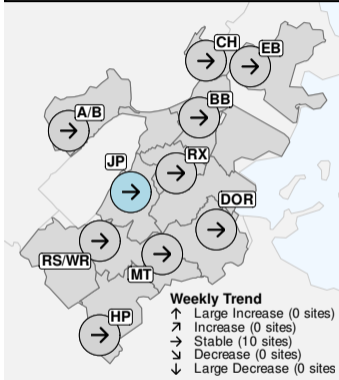 CH
EB
BB
A/B
RX
JP
DOR
RS/WR
MT
HP
Weekly Trend
↑ Large Increase (0 sites)
↗ Increase (0 sites)
→ Stable (10 sites)
↘ Decrease (0 sites)
↓ Large Decrease (0 sites